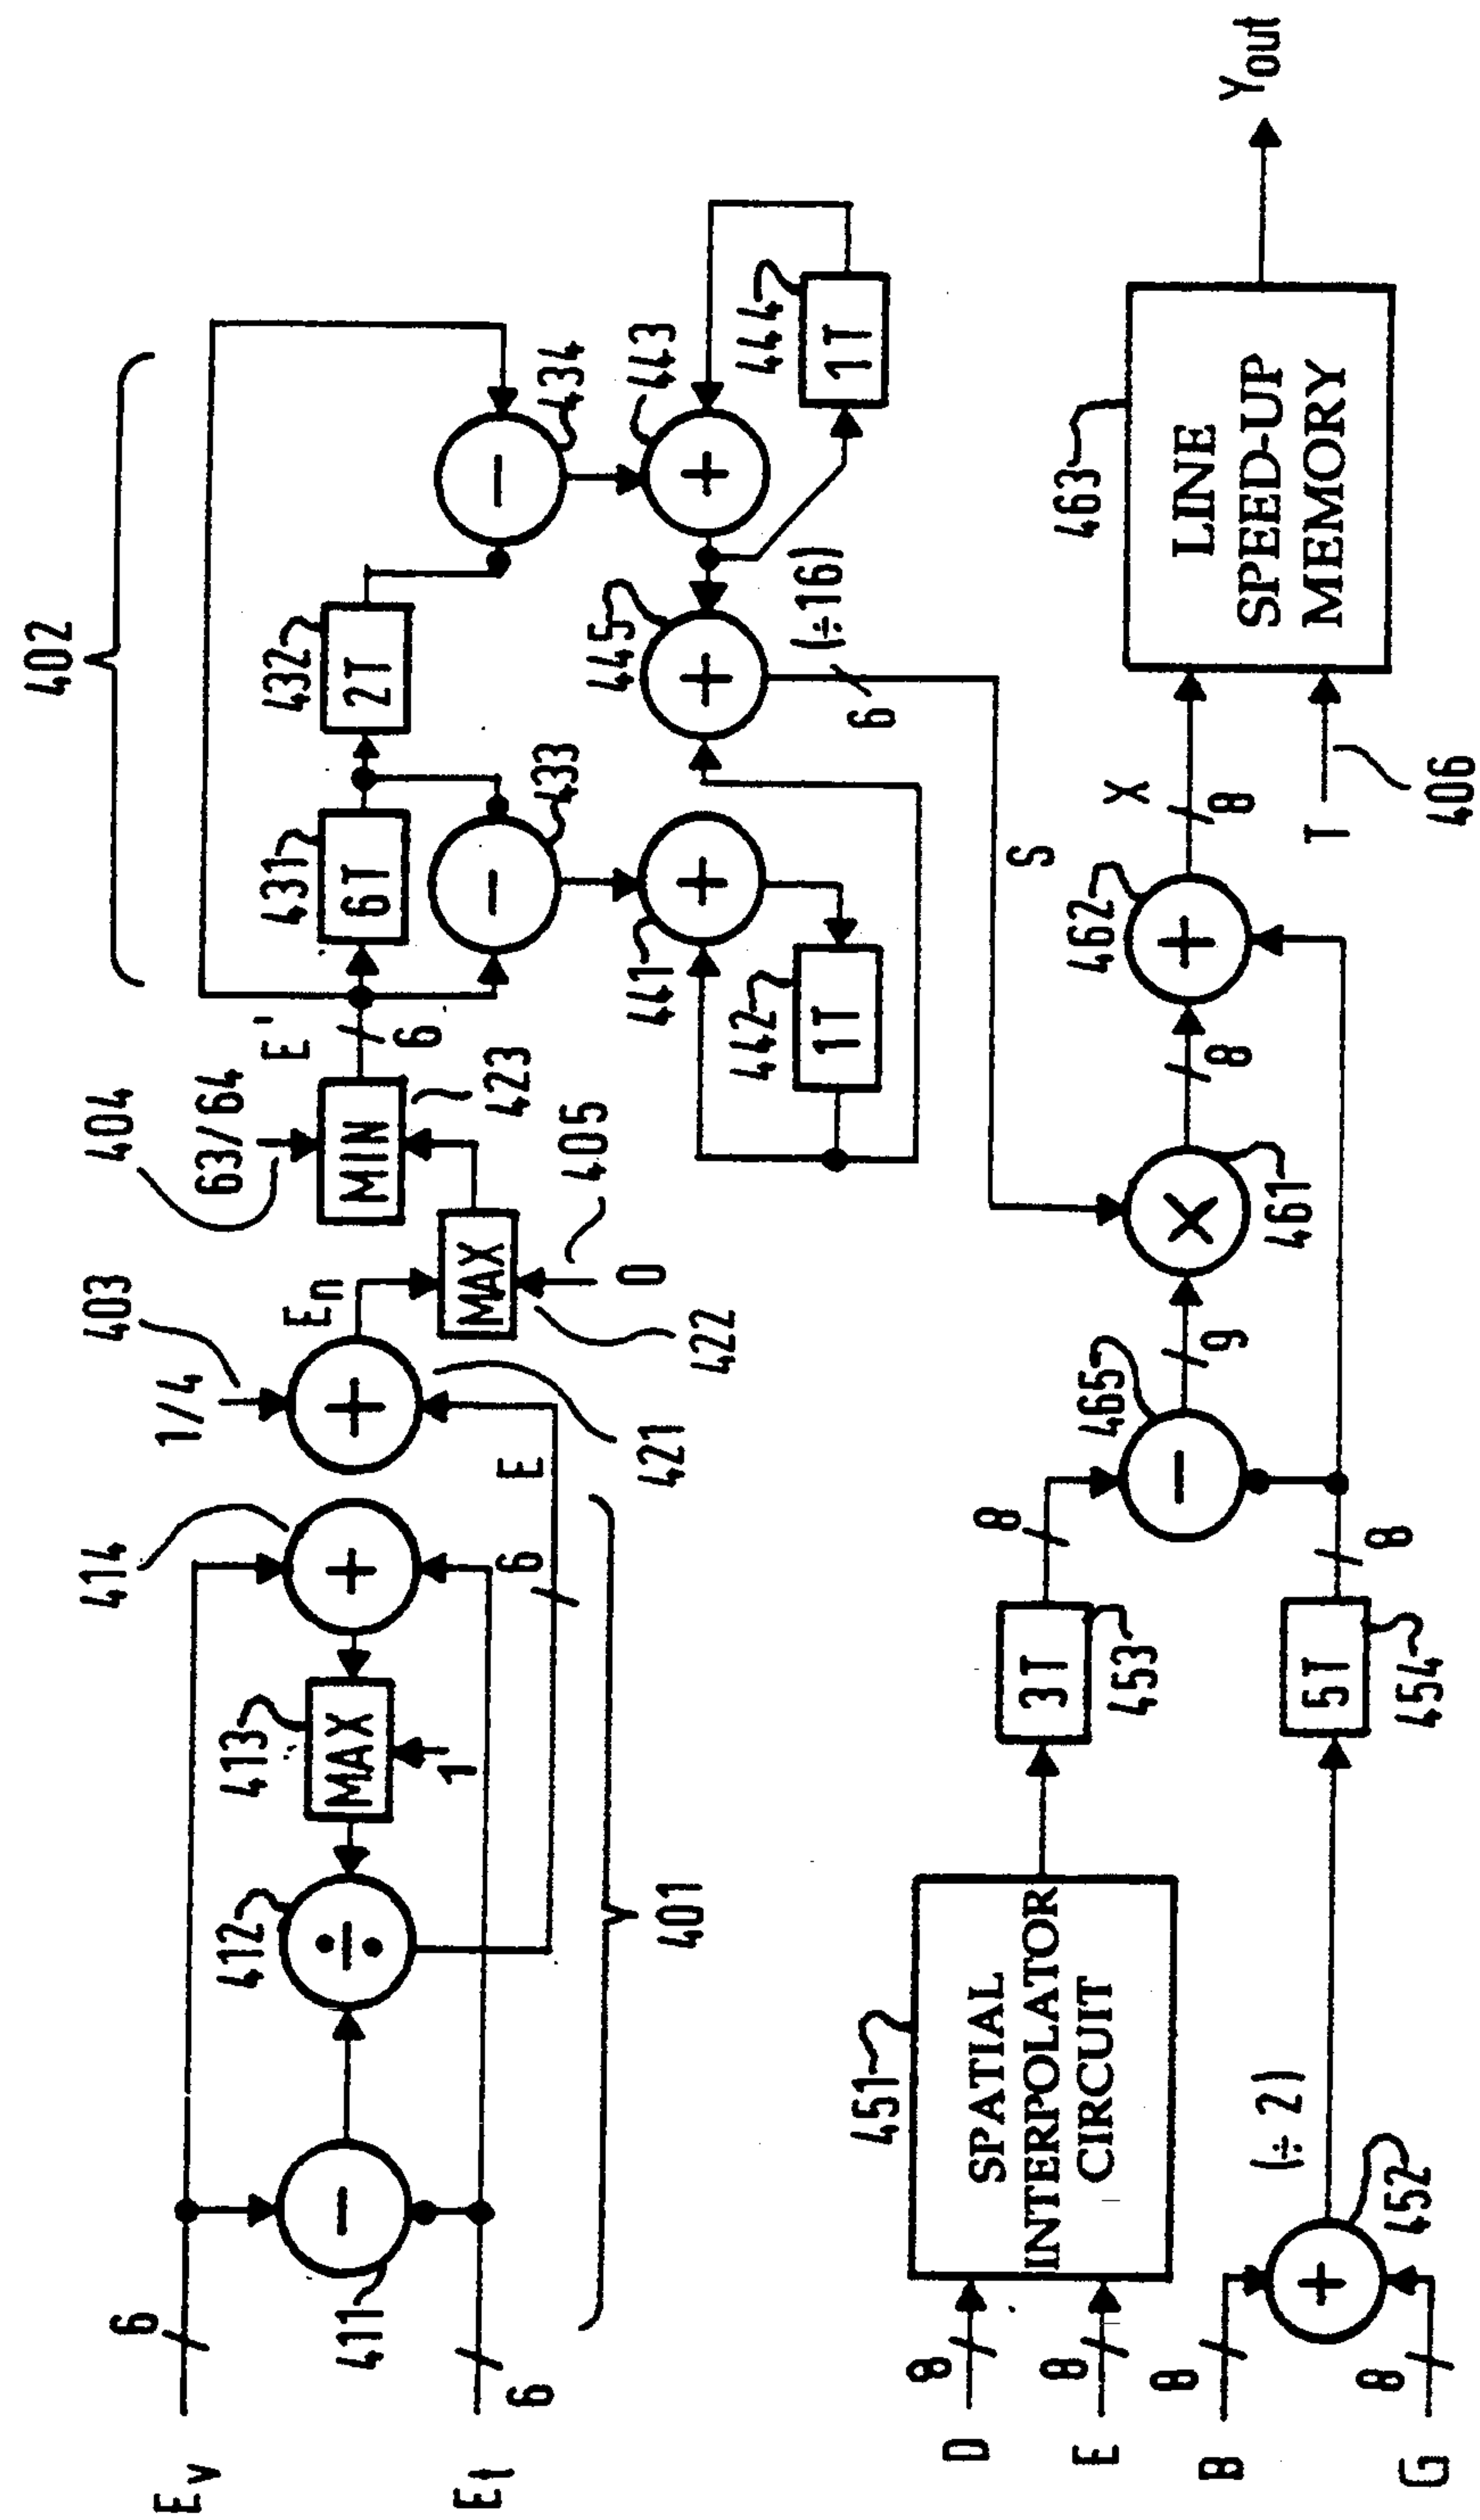 402
404
403
1/4
63/64
E'
6
En
414
6
Ev
E
+
+
MIN
423
431
6T
432
2T
-
434
413
MAX
1
412
÷
-
411
6
6
Et
401
421
MAX
422
405
0
-
433
441
+
442
1T
445
+
443
+
444
1T
(÷16)
6
S
8
D
8
E
451
SPATIAL
INTERPOLATOR
CIRCUIT
3T
453
8
465
-
9
X
461
8
462
+
X
8
463
LINE
SPEED-UP
MEMORY
Yout
T
406
8
B
8
G
+
452
(÷2)
5T
454
8